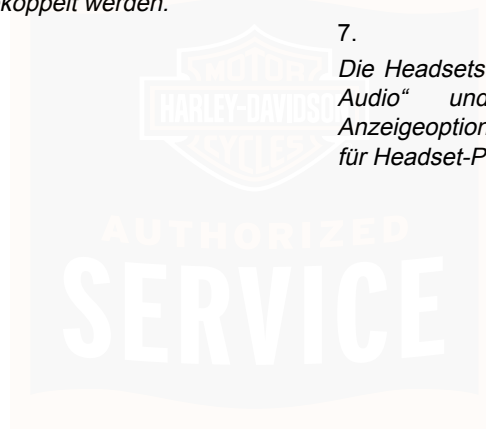 koppelt werden.
7.
Die Headsets
Audio“ und
Anzeigeoption
für Headset-P
MOTOR
HARLEY-DAVIDSON
CYCLES
AUTHORIZED
SERVICE